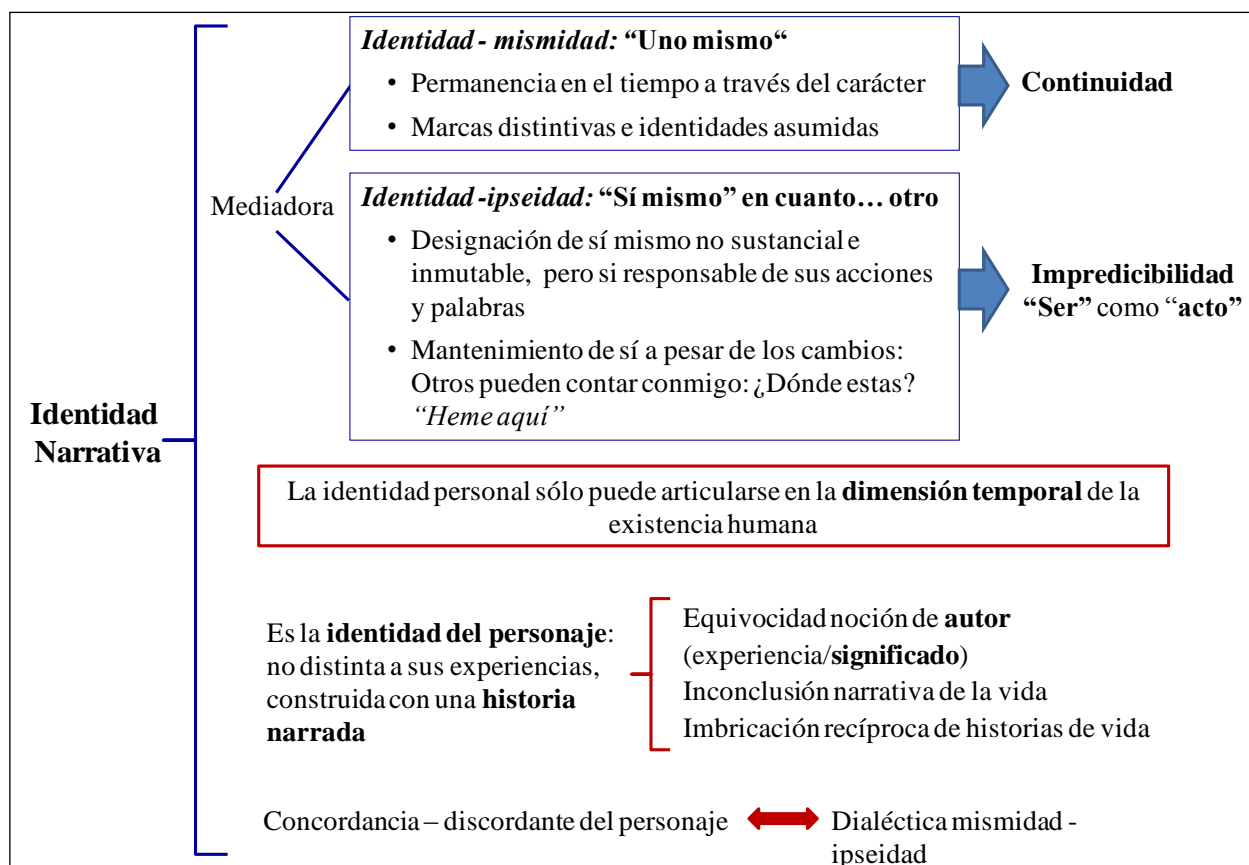 Identidad - mismidad: “Uno mismo“
• Permanencia en el tiempo a través del carácter
• Marcas distintivas e identidades asumidas
Continuidad
Mediadora
Identidad -ipseidad: “Sí mismo” en cuanto… otro
• Designación de sí mismo no sustancial e
inmutable, pero si responsable de sus acciones
y palabras
• Mantenimiento de sí a pesar de los cambios:
Otros pueden contar conmigo: ¿Dónde estas?
“Heme aquí”
Impredicibilidad
“Ser” como “acto”
Identidad
Narrativa
La identidad personal sólo puede articularse en la dimensión temporal de la
existencia humana
Es la identidad del personaje:
no distinta a sus experiencias,
construida con una historia
narrada
Equivocidad noción de autor
(experiencia/significado)
Inconclusión narrativa de la vida
Imbricación recíproca de historias de vida
Concordancia – discordante del personaje
Dialéctica mismidad -
ipseidad